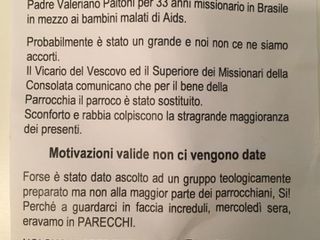 Padre Valeriano Paitoni per 33 anni missionario in Brasile
in mezzo ai bambini malati di Aids.
Probabilmente è stato un grande e noi non ce ne siamo
accorti.
Il Vicario del Vescovo ed il Superiore dei Missionari della
Consolata comunicano che per il bene della
Parrocchia il parroco è stato sostituito.
Sconforto e rabbia colpiscono la stragrande maggioranza
dei presenti.
Motivazioni valide non ci vengono date
Forse è stato dato ascolto ad un gruppo teologicamente
preparato ma non alla maggior parte dei parrocchiani, Si!
Perché a guardarci in faccia increduli, mercoledì sera,
eravamo in PARECCHI.